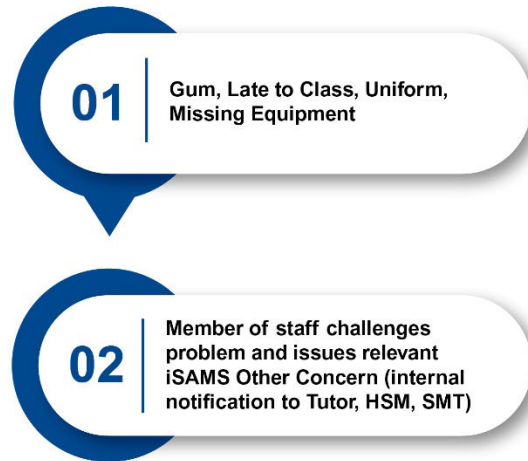 01
Gum, Late to Class, Uniform,
Missing Equipment
02
Member of staff challenges
problem and issues relevant
iSAMS Other Concern (internal
notification to Tutor, HSM, SMT)